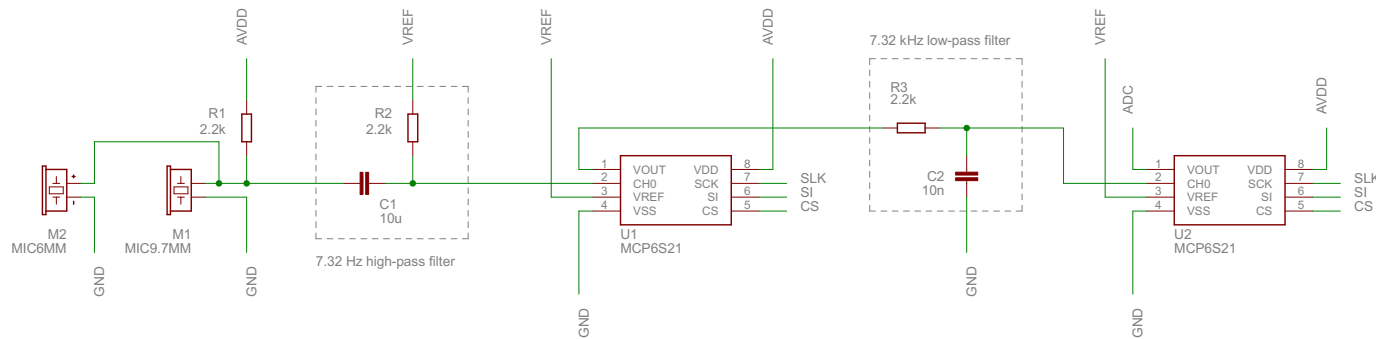 AVDD
VREF
VREF
AVDD
7.32 kHz low-pass filter
VREF
R1
2.2k
R2
2.2k
R3
2.2k
ADC
AVDD
M2
MIC6MM
+
-
M1
MIC9.7MM
GND
GND
C1
10u
7.32 Hz high-pass filter
1 VOUT VDD 8
2 CH0 SCK 7 SLK
3 VREF SI 6 SI
4 VSS CS 5 CS
U1
MCP6S21
GND
C2
10n
GND
1 VOUT VDD 8
2 CH0 SCK 7 SLK
3 VREF SI 6 SI
4 VSS CS 5 CS
U2
MCP6S21
GND